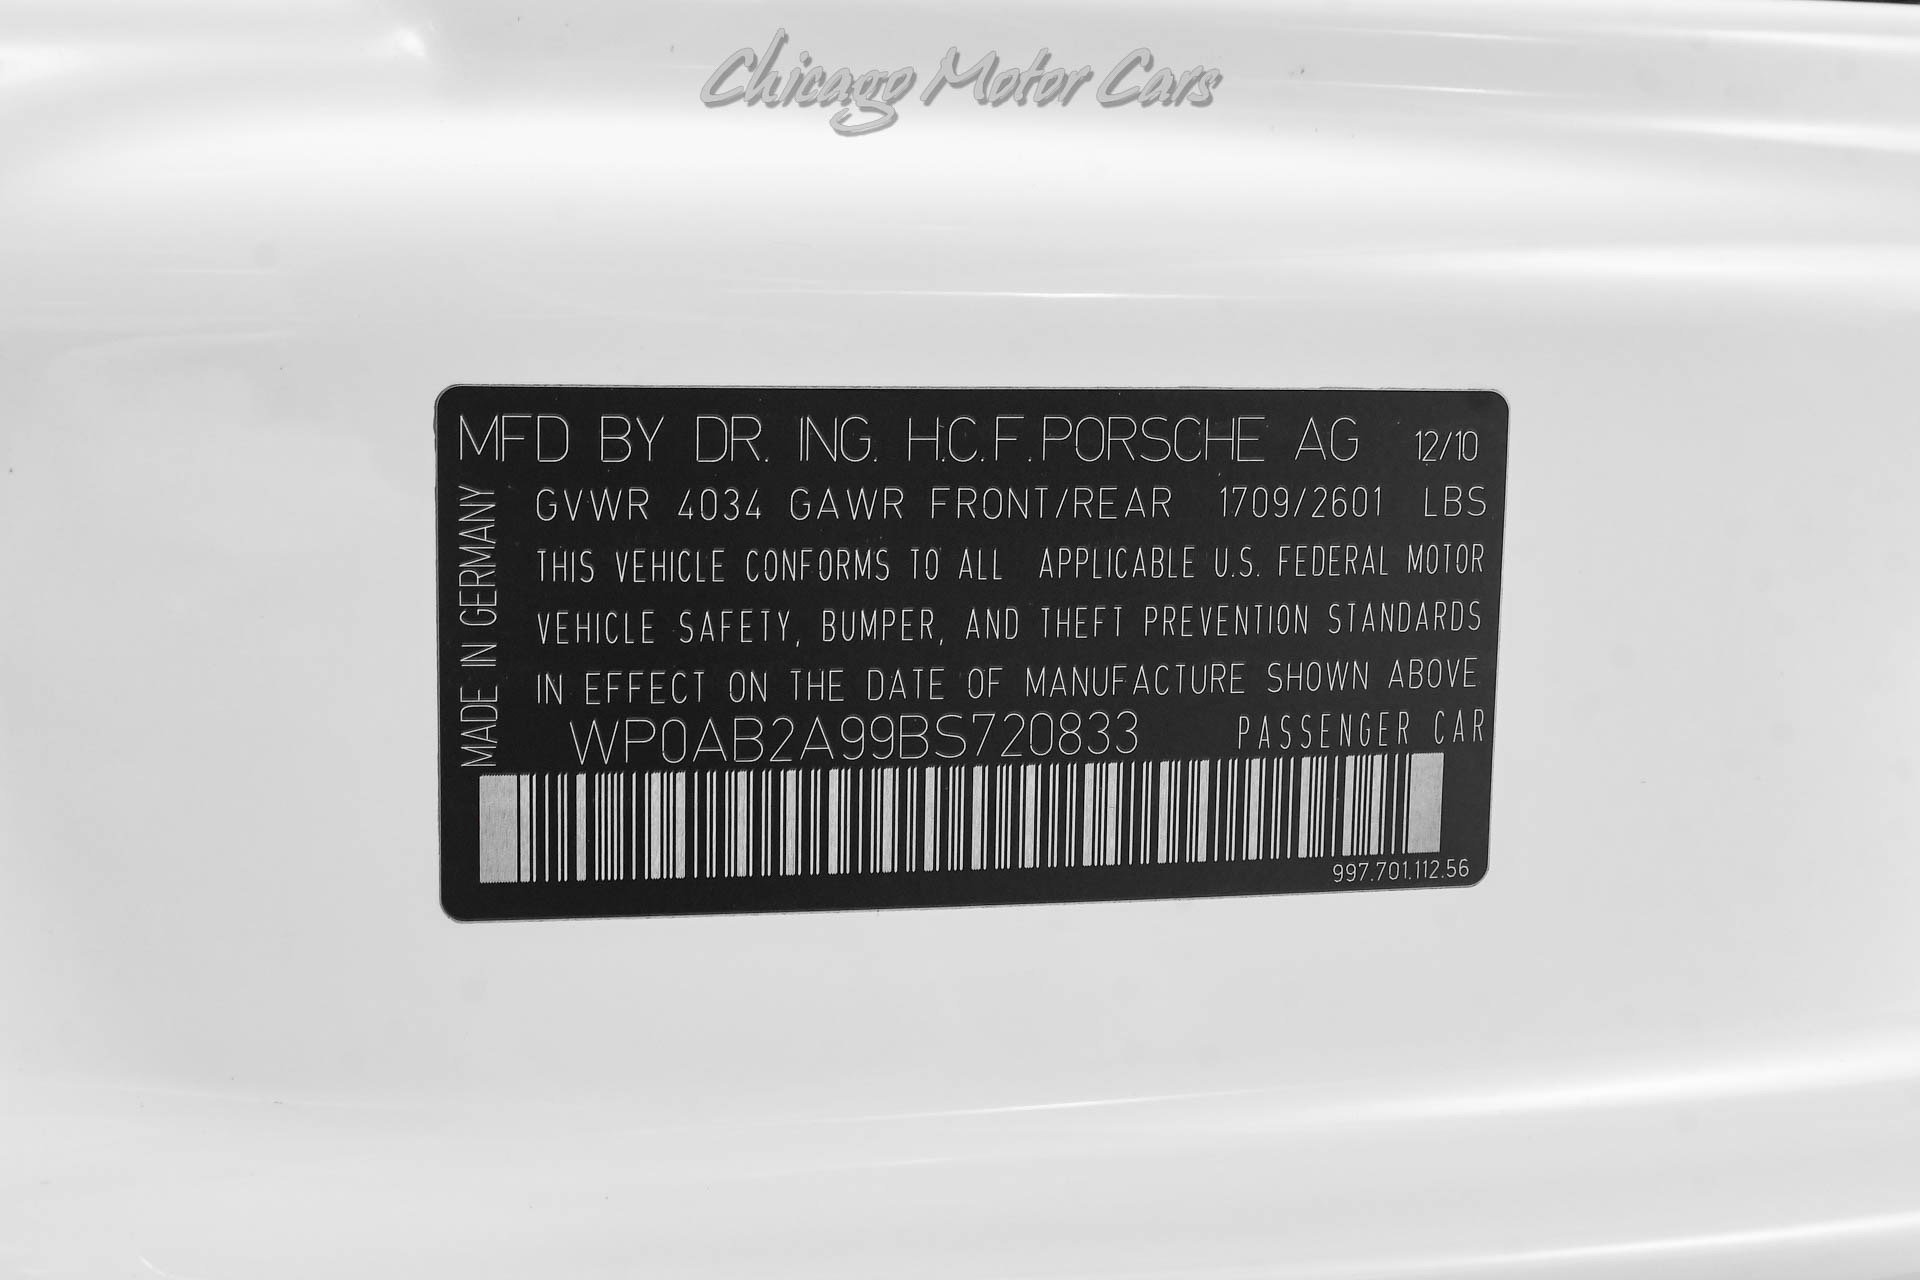 Chicago Motor Cars
MFD BY DR. ING. H.C.F. PORSCHE AG 12/10
GVWR 4034 GAWR FRONT/REAR 1709/2601 LBS
THIS VEHICLE CONFORMS TO ALL APPLICABLE U.S. FEDERAL MOTOR
VEHICLE SAFETY, BUMPER, AND THEFT PREVENTION STANDARDS
IN EFFECT ON THE DATE OF MANUFACTURE SHOWN ABOVE
WP0AB2A99BS720833 PASSENGER CAR
997.701.112.56
MADE IN GERMANY